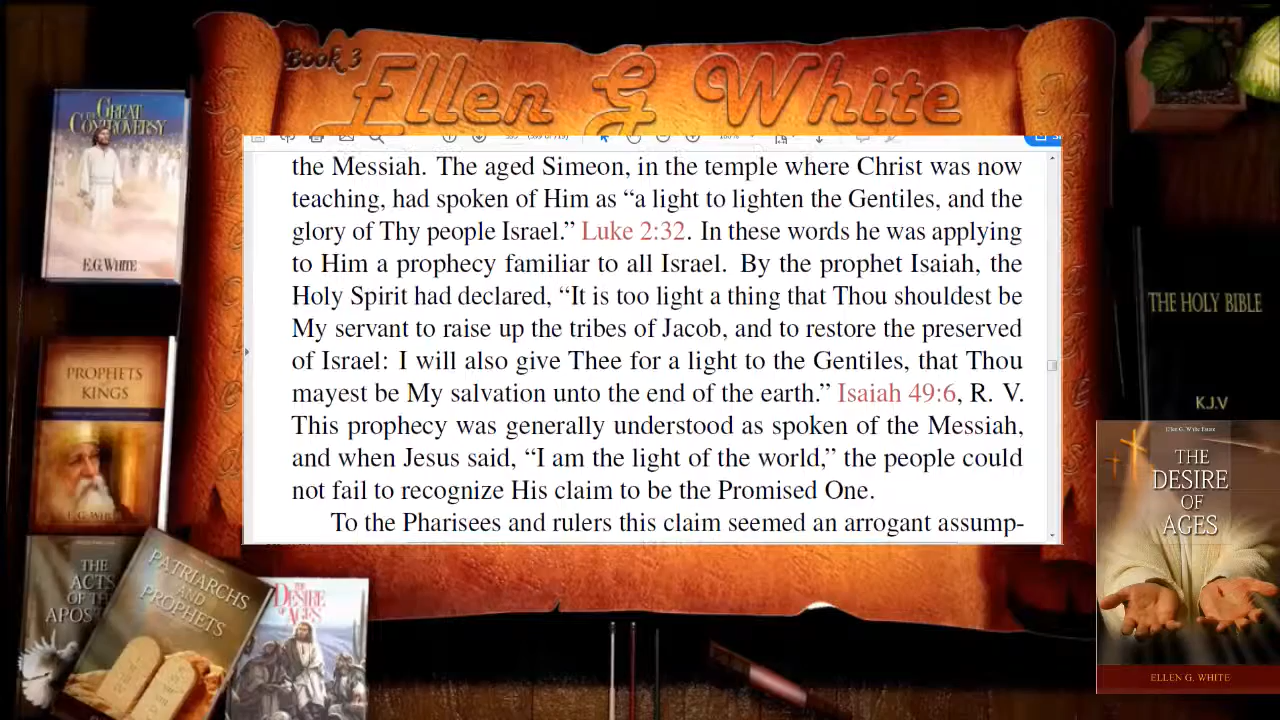 Book 3
Ellen G White
the Messiah. The aged Simeon, in the temple where Christ was now
teaching, had spoken of Him as “a light to lighten the Gentiles, and the
glory of Thy people Israel.” Luke 2:32. In these words he was applying
to Him a prophecy familiar to all Israel. By the prophet Isaiah, the
Holy Spirit had declared, “It is too light a thing that Thou shouldest be
My servant to raise up the tribes of Jacob, and to restore the preserved
of Israel: I will also give Thee for a light to the Gentiles, that Thou
mayest be My salvation unto the end of the earth.” Isaiah 49:6, R. V.
This prophecy was generally understood as spoken of the Messiah,
and when Jesus said, “I am the light of the world,” the people could
not fail to recognize His claim to be the Promised One.
To the Pharisees and rulers this claim seemed an arrogant assump-
GREAT
CONTROVERSY
E.G. WHITE
PROPHETS
KINGS
THE
ACTS
OF
PATRIARCHS
AND
PROPHETS
DESIRE
OF AGES
THE HOLY BIBLE
K.J.V
THE
DESIRE
OF
AGES
ELLEN G. WHITE